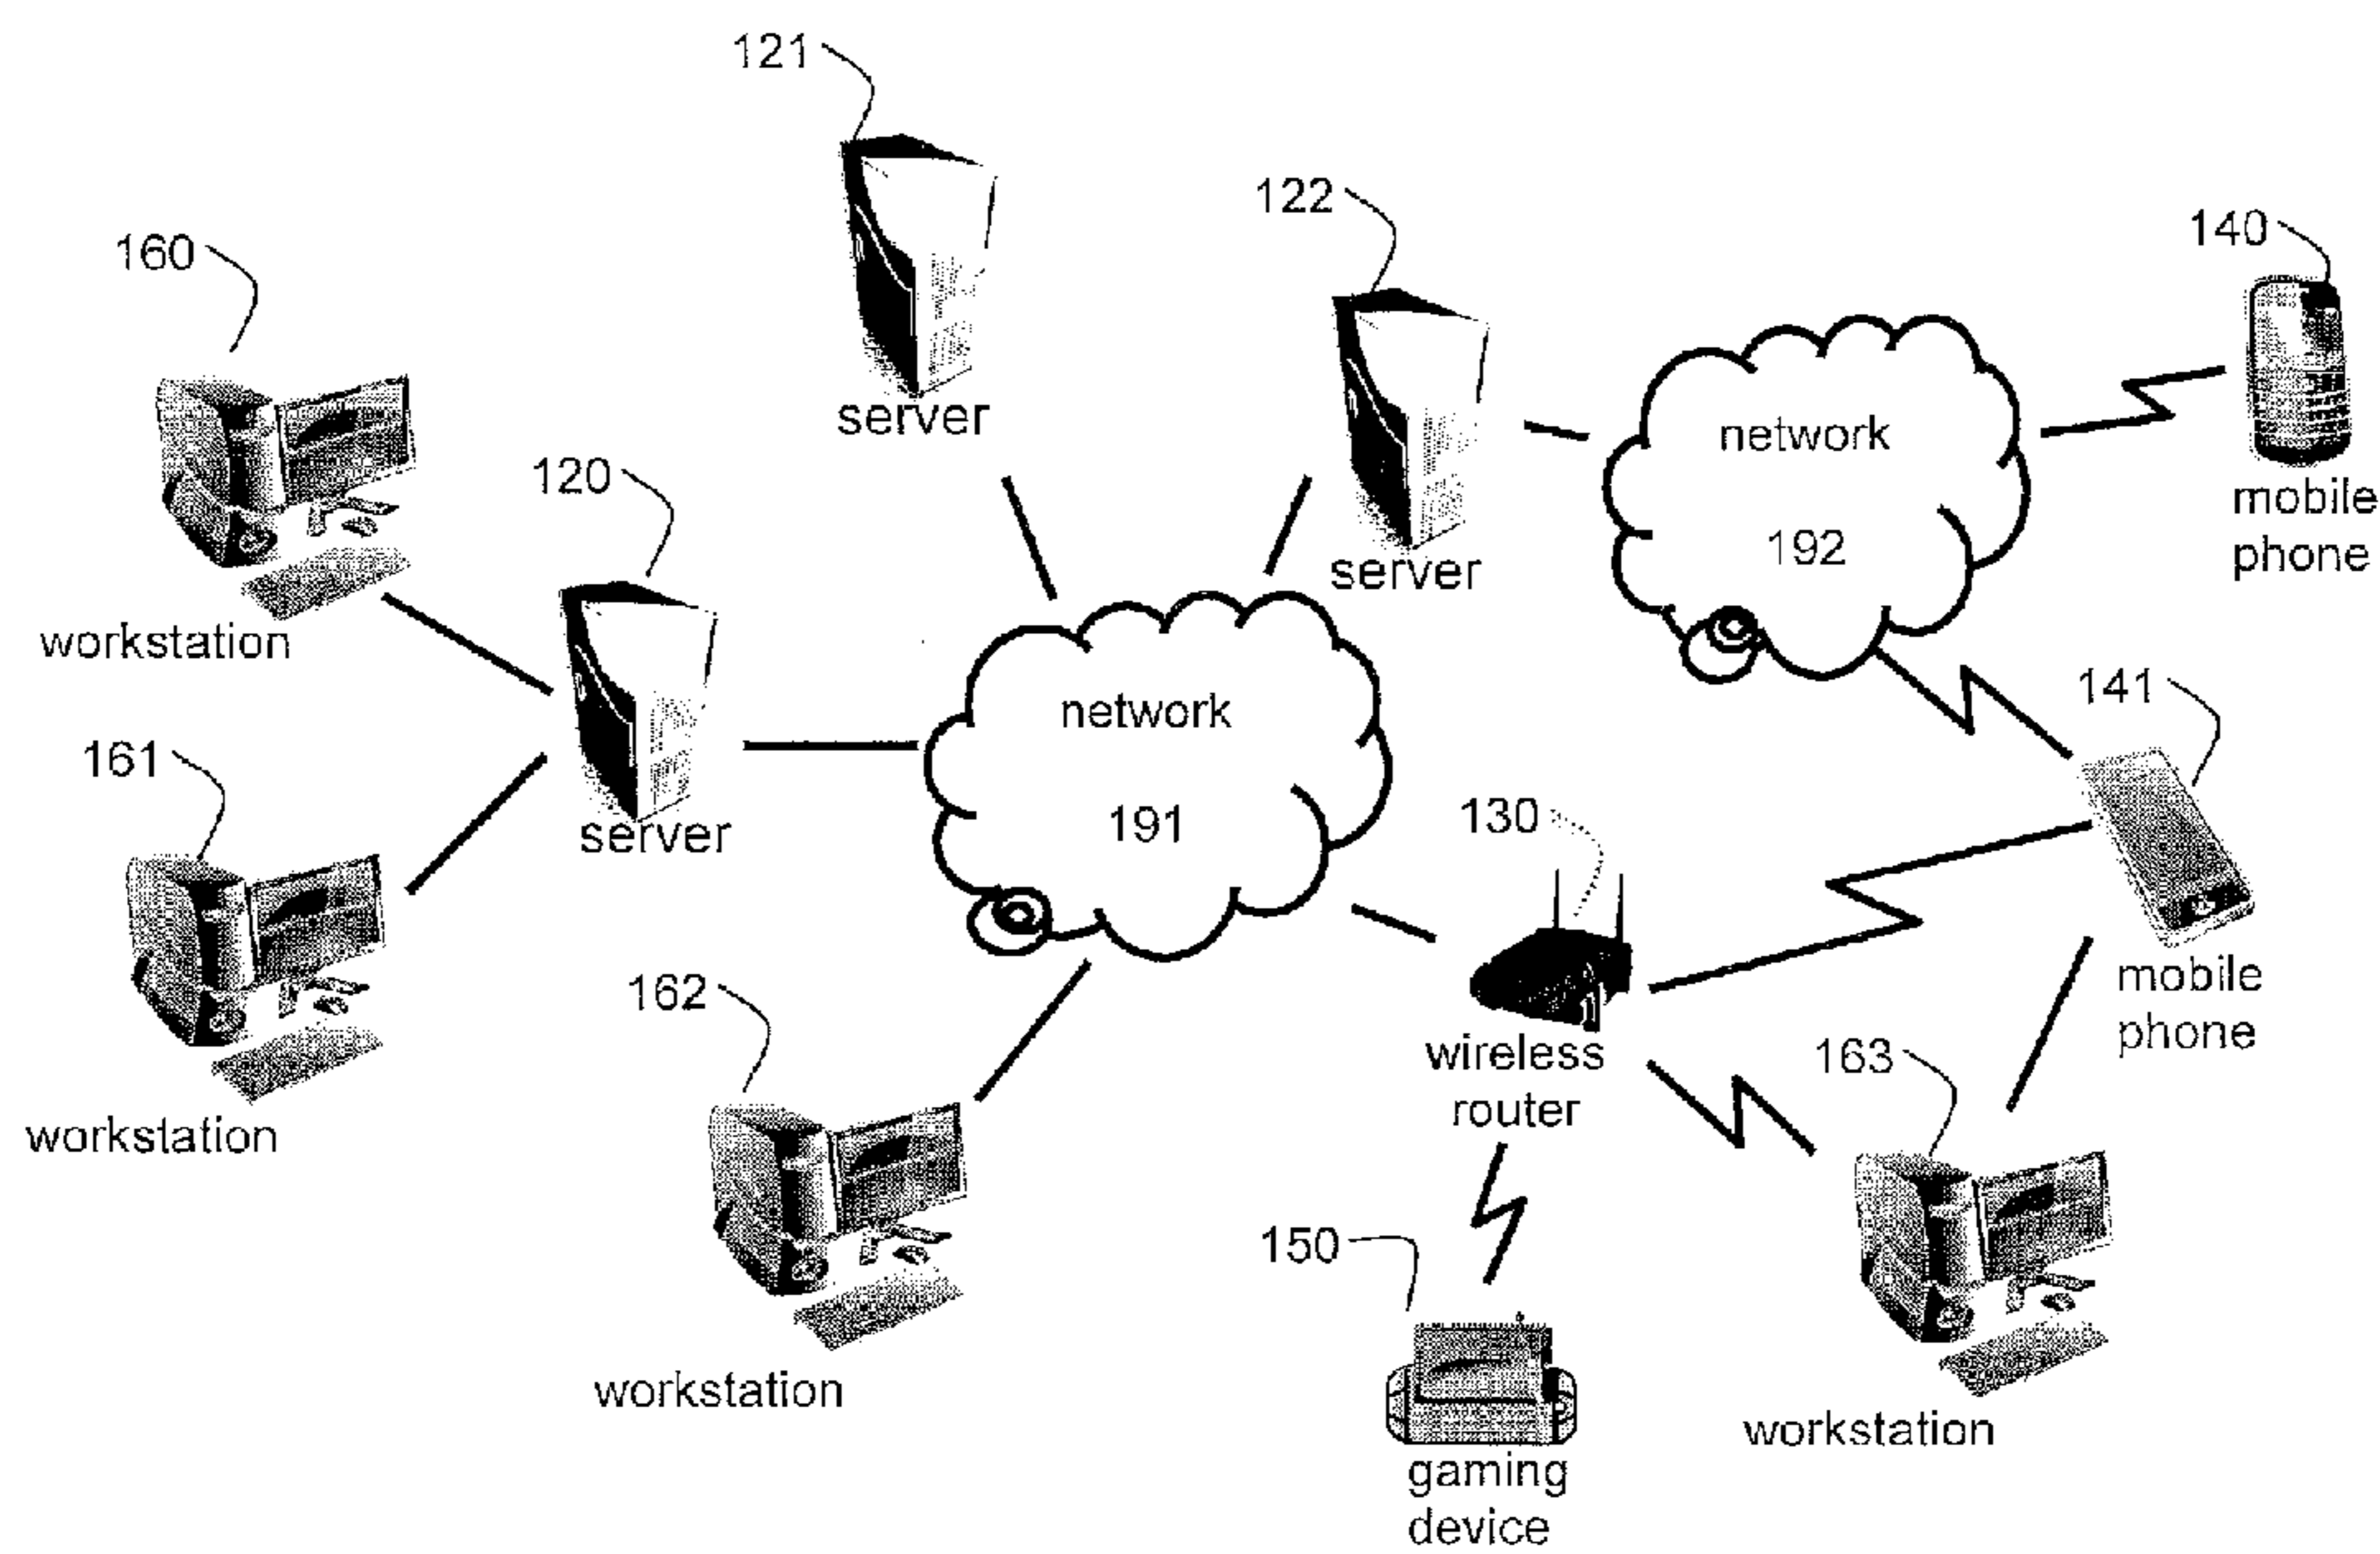 121
122
140
160
server
network
120
192
mobile
phone
server
workstation
network
141
161
191
130
server
162
mobile
phone
wireless
router
163
workstation
150
workstation
workstation
gaming
device